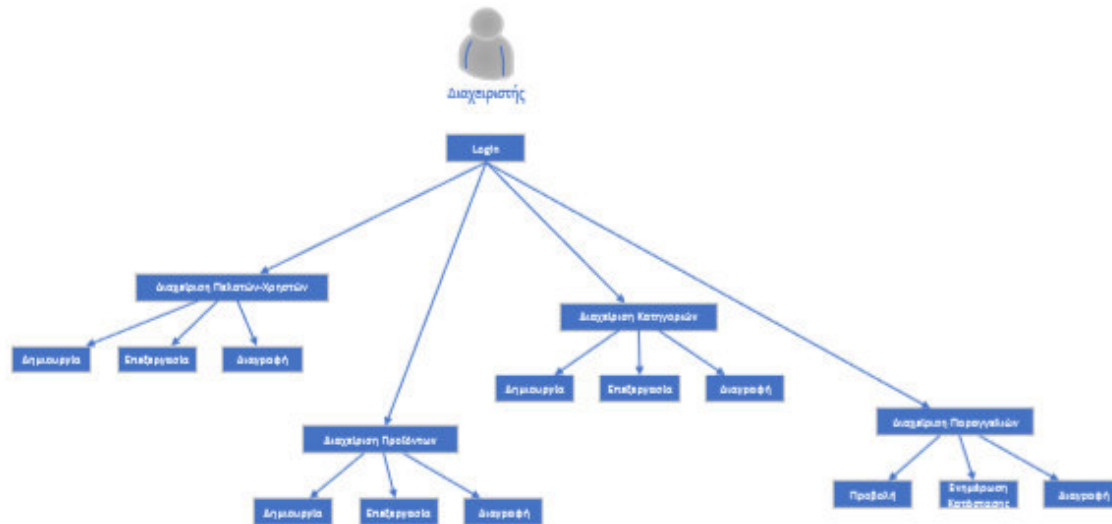 Διαχειριστής
Login
Διαχείριση Πελατών-Χρηστών
Δημιουργία
Επεξεργασία
Διαγραφή
Διαχείριση Κατηγοριών
Δημιουργία
Επεξεργασία
Διαγραφή
Διαχείριση Προϊόντων
Δημιουργία
Επεξεργασία
Διαγραφή
Διαχείριση Παραγγελιών
Προβολή
Ενημέρωση
Κατάστασης
Διαγραφή